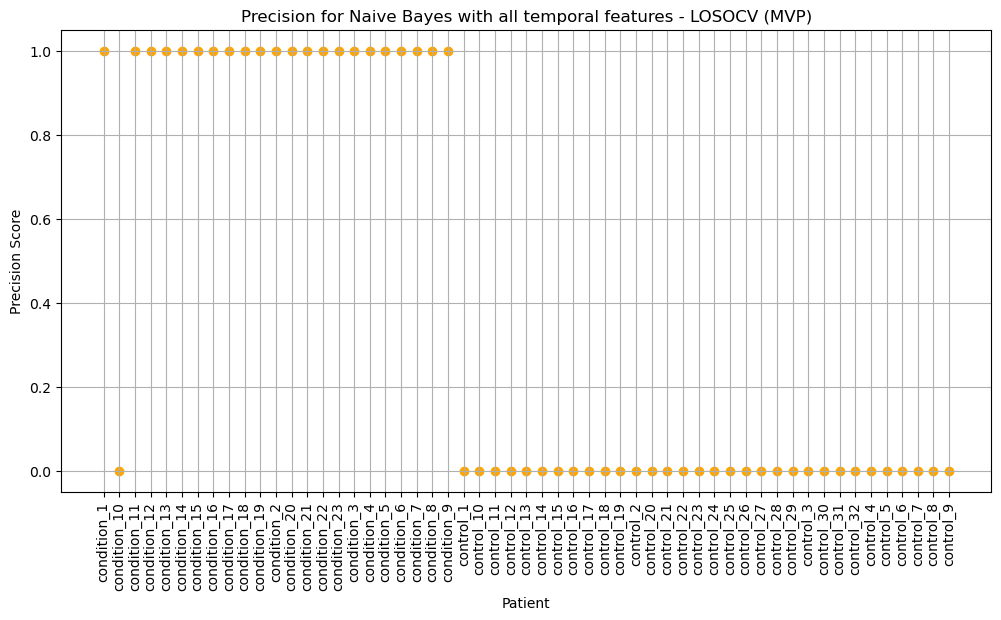 Precision for Naive Bayes with all temporal features - LOSOCV (MVP)
Precision Score
1.0
0.8
0.6
0.4
0.2
0.0
condition_1
condition_10
condition_11
condition_12
condition_13
condition_14
condition_15
condition_16
condition_17
condition_18
condition_19
condition_2
condition_20
condition_21
condition_22
condition_23
condition_3
condition_4
condition_5
condition_6
condition_7
condition_8
condition_9
control_1
control_10
control_11
control_12
control_13
control_14
control_15
control_16
control_17
control_18
control_19
control_2
control_20
control_21
control_22
control_23
control_24
control_25
control_26
control_27
control_28
control_29
control_3
control_30
control_31
control_32
control_4
control_5
control_6
control_7
control_8
control_9
Patient